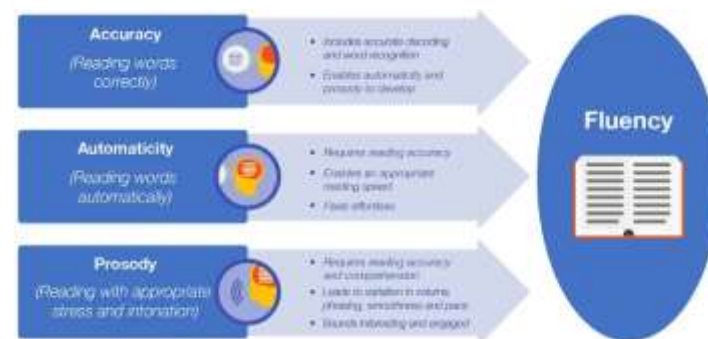 Accuracy
(Reading words
correctly)
• Includes accurate decoding
and word recognition
• Enables automaticity and
prosody to develop
Automaticity
(Reading words
automatically)
• Requires reading accuracy
• Enables an appropriate
reading speed
• Feels effortless
Prosody
(Reading with appropriate
stress and intonation)
• Requires reading accuracy
and comprehension
• Leads to variation in volume,
phrasing, smoothness and pace
• Sounds interesting and engaged
Fluency